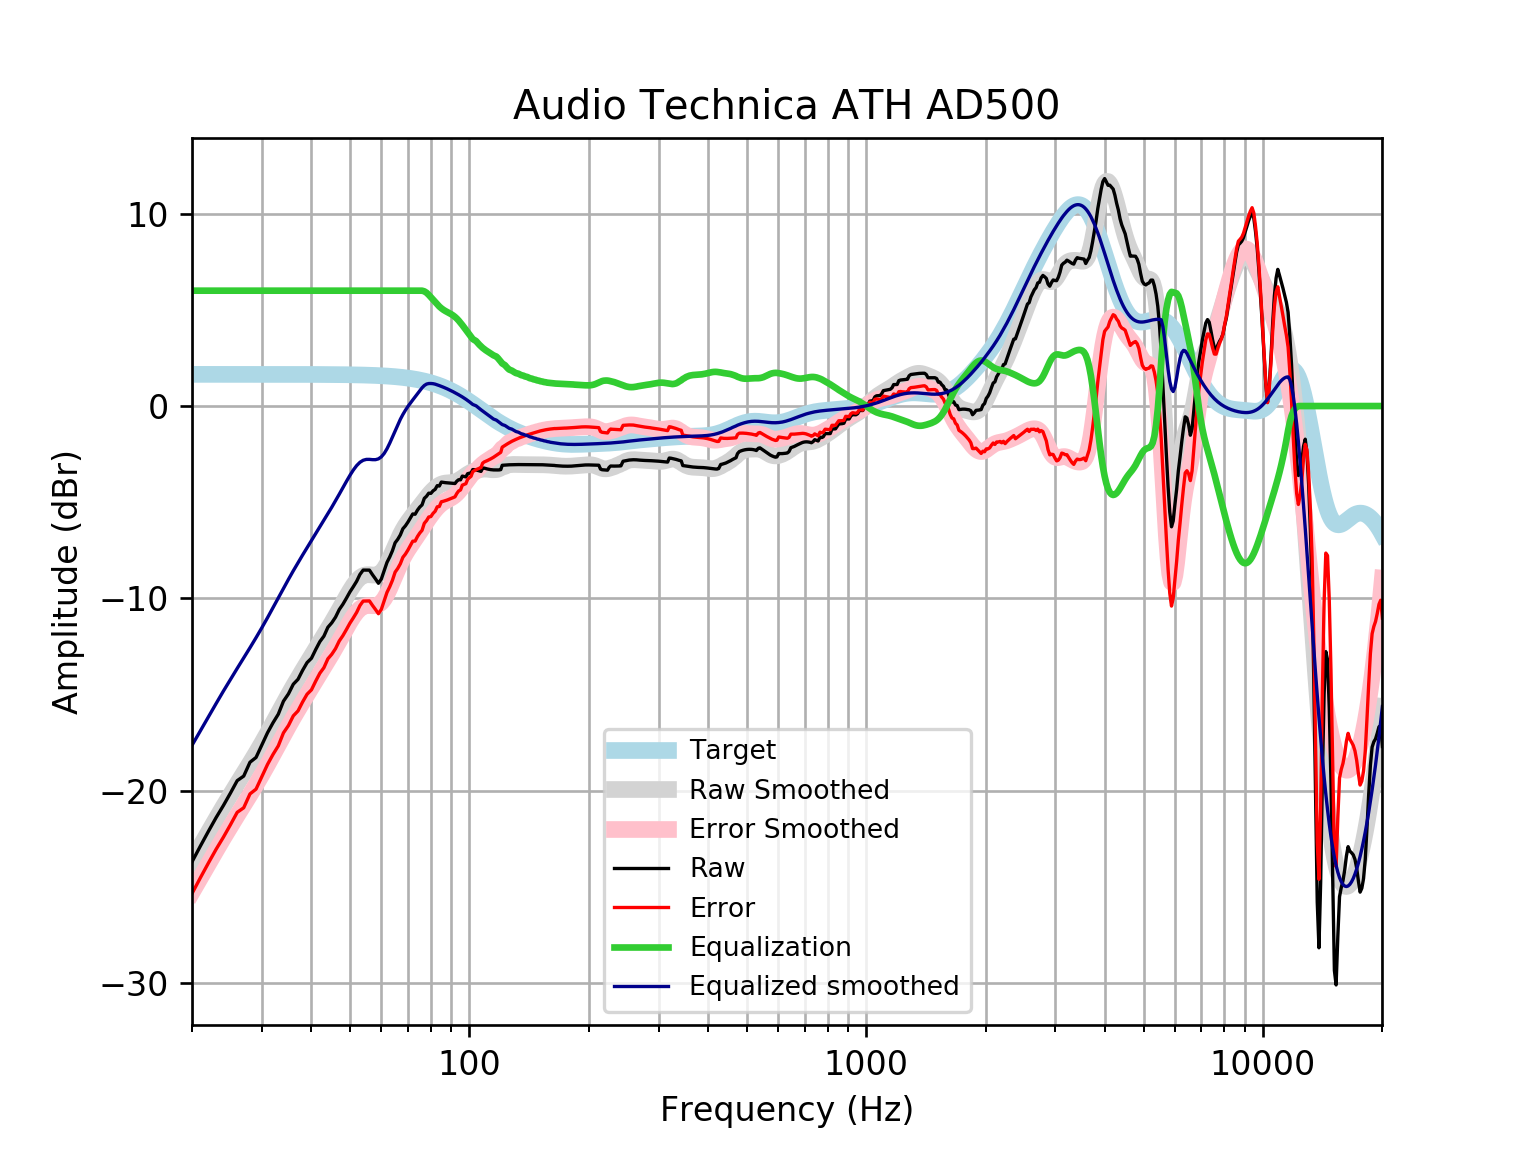 Audio Technica ATH AD500
Amplitude (dBr)
10
0
−10
−20
−30
Target
Raw Smoothed
Error Smoothed
Raw
Error
Equalization
Equalized smoothed
100
1000
10000
Frequency (Hz)